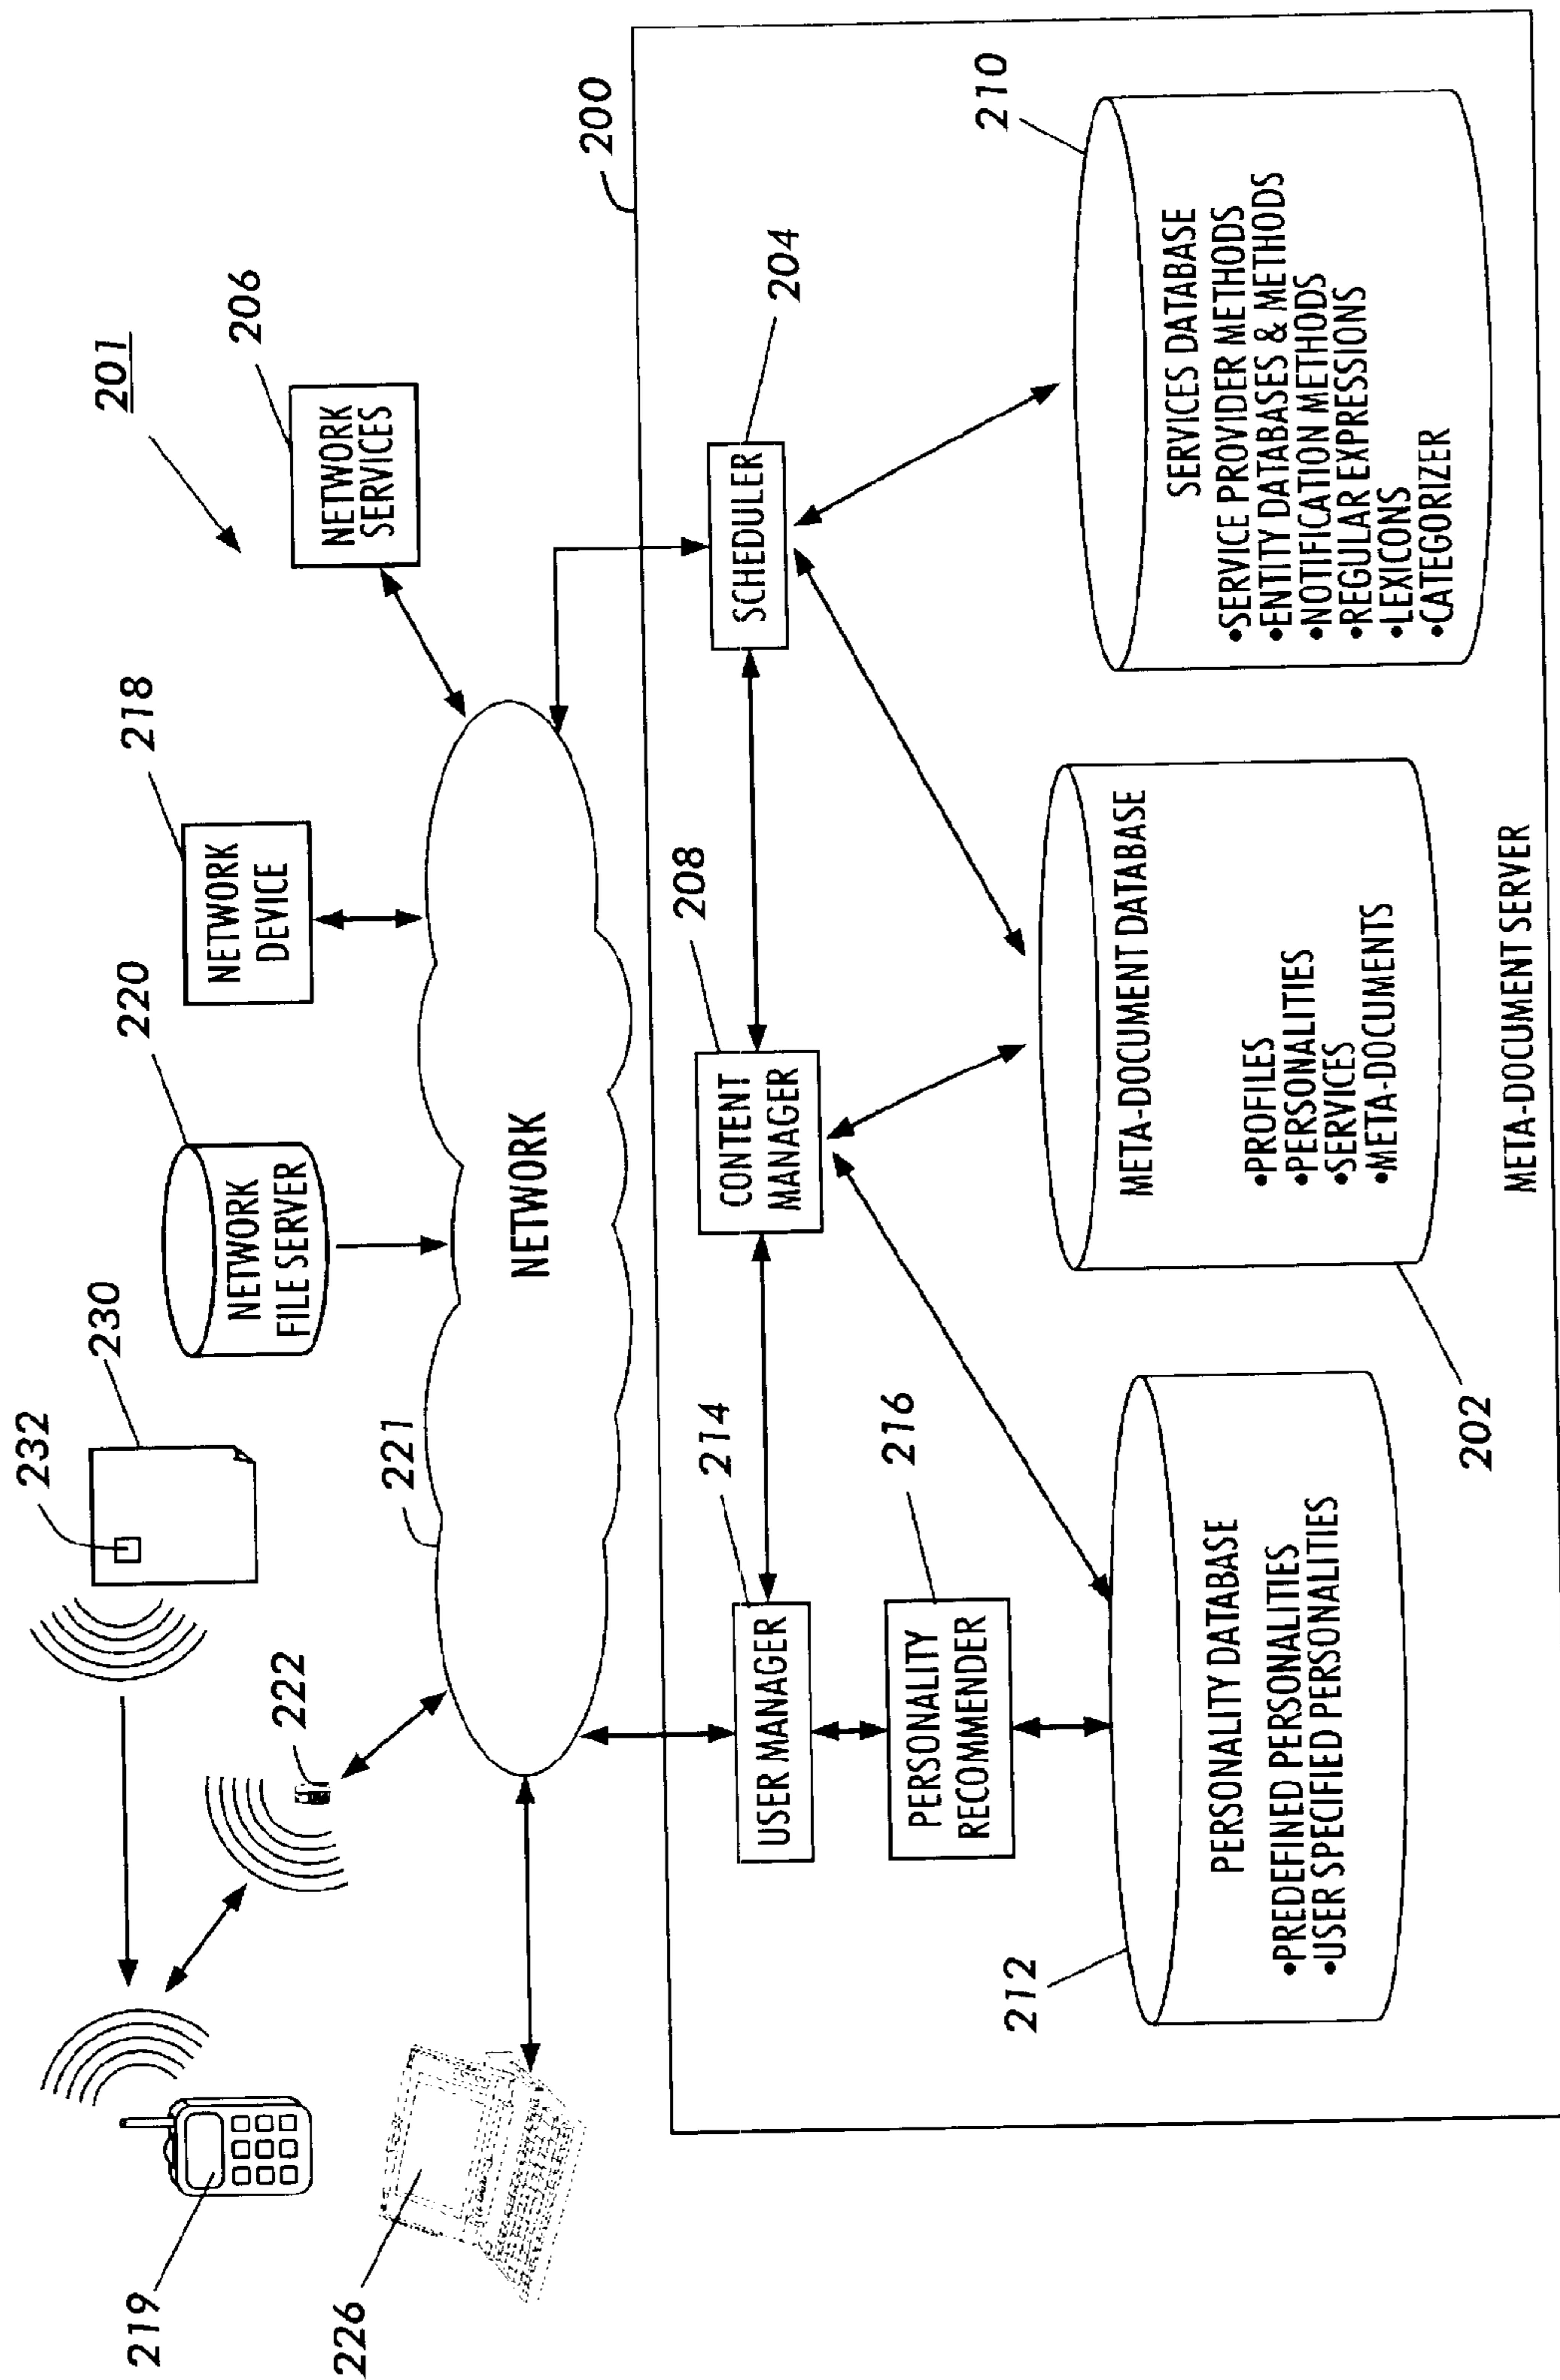 232
230
220
218
201
206
219
222
221
226
NETWORK
FILE SERVER
NETWORK
DEVICE
NETWORK
SERVICES
NETWORK
200
214
208
204
USER MANAGER
CONTENT
MANAGER
SCHEDULER
216
PERSONALITY
RECOMMENDER
212
210
PERSONALITY DATABASE
•PREDEFINED PERSONALITIES
•USER SPECIFIED PERSONALITIES
META-DOCUMENT DATABASE
•PROFILES
•PERSONALITIES
•SERVICES
•META-DOCUMENTS
SERVICES DATABASE
•SERVICE PROVIDER METHODS
•ENTITY DATABASES & METHODS
•NOTIFICATION METHODS
•REGULAR EXPRESSIONS
•LEXICONS
•CATEGORIZER
202
META-DOCUMENT SERVER